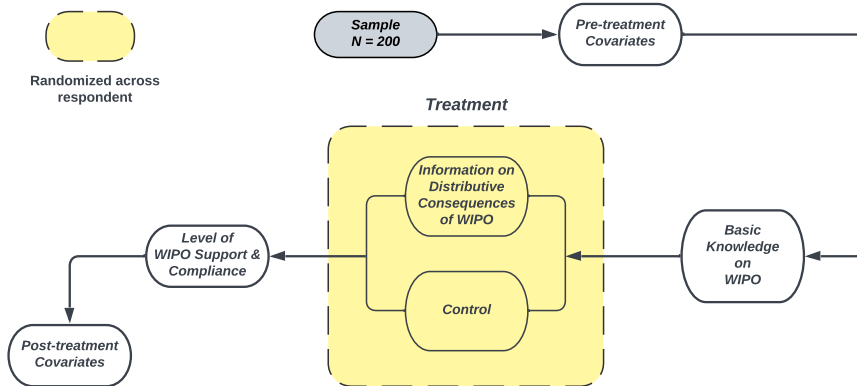 Sample
N = 200
Pre-treatment
Covariates
Randomized across
respondent
Treatment
Information on
Distributive
Consequences
of WIPO
Control
Basic
Knowledge
on
WIPO
Level of
WIPO Support &
Compliance
Post-treatment
Covariates